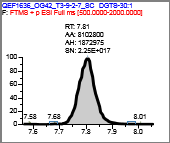 QEF1636_OG42_T3-9-2-7_SC DGTS-30:1
F: FTMS + p ESI Full ms [500.0000-2000.0000]
RT: 7.81
AA: 8102800
AH: 1872975
SN: 2.25E+017
100
80
60
40
20
0
7.58
7.68
8.01
7.6
7.7
7.8
7.9
8.0